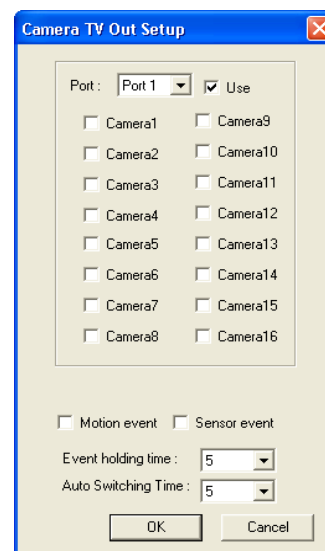 Camera TV Out Setup
Port : Port 1 Use
Camera1 Camera9
Camera2 Camera10
Camera3 Camera11
Camera4 Camera12
Camera5 Camera13
Camera6 Camera14
Camera7 Camera15
Camera8 Camera16
Motion event Sensor event
Event holding time : 5
Auto Switching Time : 5
OK Cancel